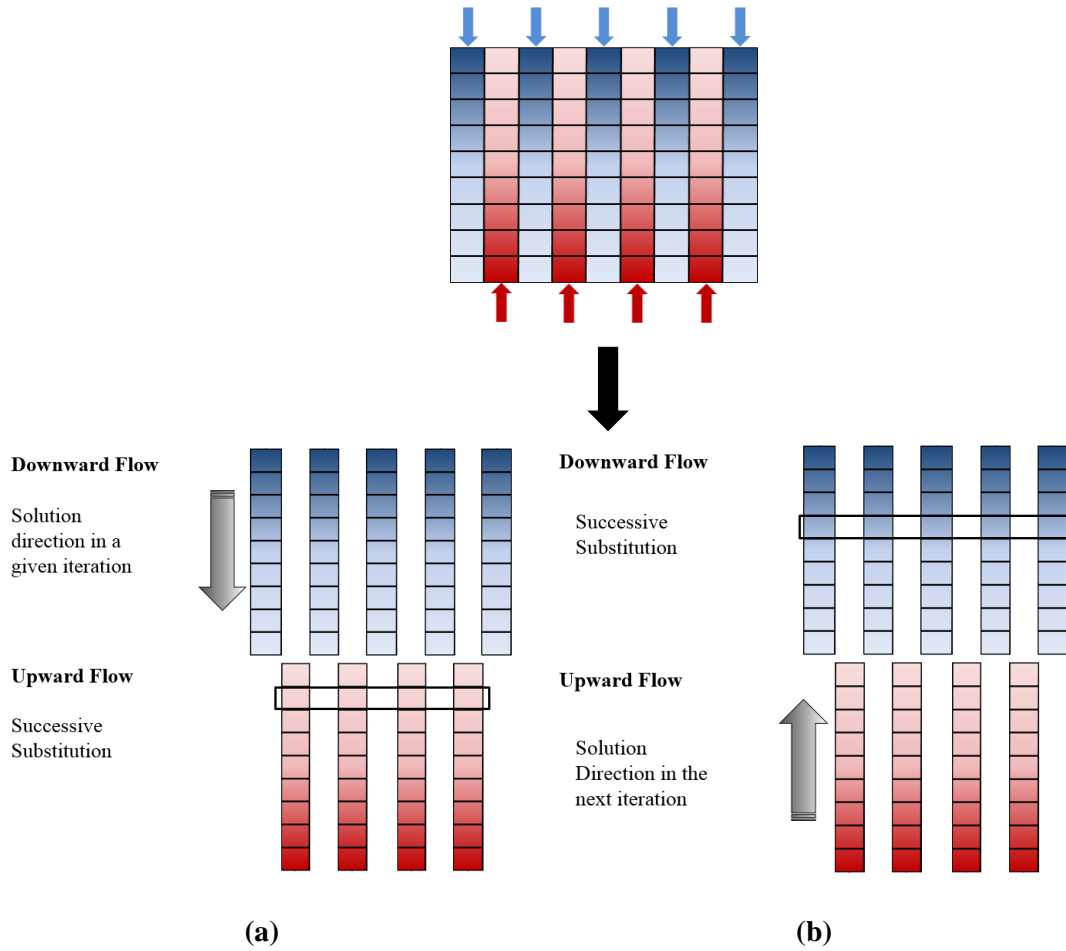 Downward Flow
Solution
direction in a
given iteration
Upward Flow
Successive
Substitution
(a)
Downward Flow
Successive
Substitution
Upward Flow
Solution
Direction in the
next iteration
(b)